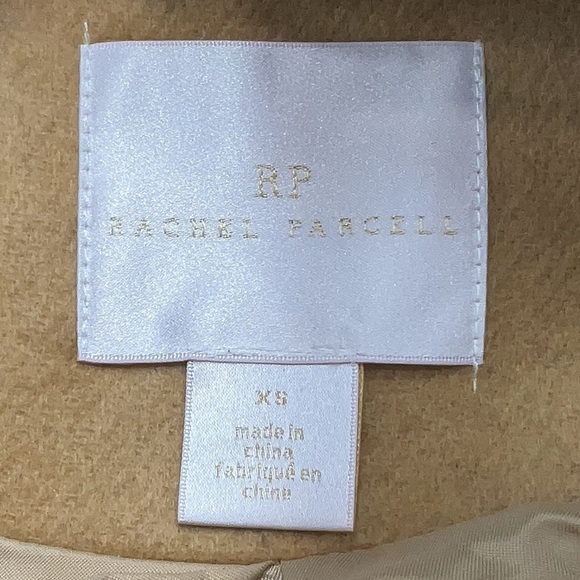 RP
RACHEL PARCELL
XS
made in
china
fabriqué en
chine